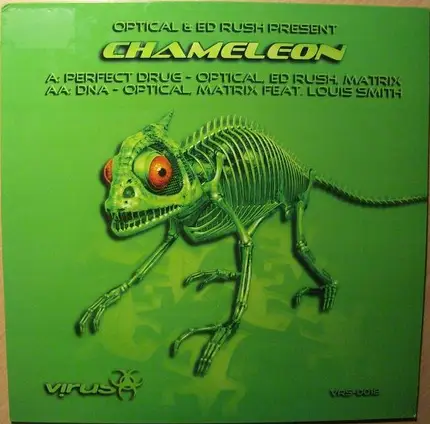 OPTICAL & ED RUSH PRESENT
CHAMELEON
A: PERFECT DRUG - OPTICAL, ED RUSH, MATRIX
AA: DNA - OPTICAL, MATRIX FEAT. LOUIS SMITH
virus
VRS-001B